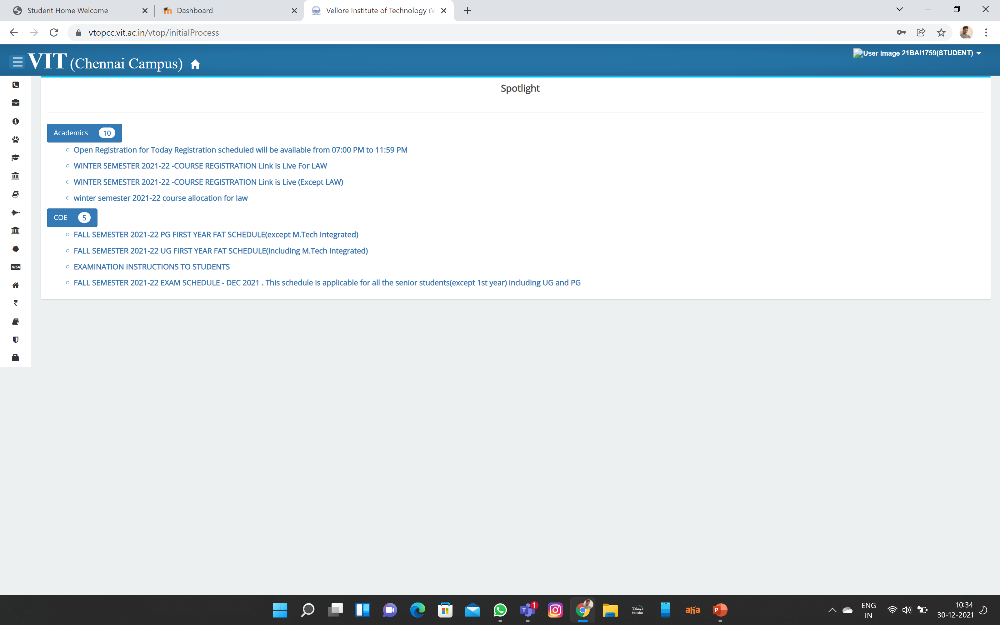 Student Home Welcome
Dashboard
Vellore Institute of Technology (V
vtopcc.vit.ac.in/vtop/initialProcess
VIT (Chennai Campus)
User Image 21BAI1759(STUDENT)
Spotlight
Academics 10
Open Registration for Today Registration scheduled will be available from 07:00 PM to 11:59 PM
WINTER SEMESTER 2021-22 -COURSE REGISTRATION Link is Live For LAW
WINTER SEMESTER 2021-22 -COURSE REGISTRATION Link is Live (Except LAW)
winter semester 2021-22 course allocation for law
COE 5
FALL SEMESTER 2021-22 PG FIRST YEAR FAT SCHEDULE(except M.Tech Integrated)
FALL SEMESTER 2021-22 UG FIRST YEAR FAT SCHEDULE(including M.Tech Integrated)
EXAMINATION INSTRUCTIONS TO STUDENTS
FALL SEMESTER 2021-22 EXAM SCHEDULE - DEC 2021 . This schedule is applicable for all the senior students(except 1st year) including UG and PG
VISA
₹
T 1
Disney+ hotstar
aha
P
ENG
IN
10:34
30-12-2021